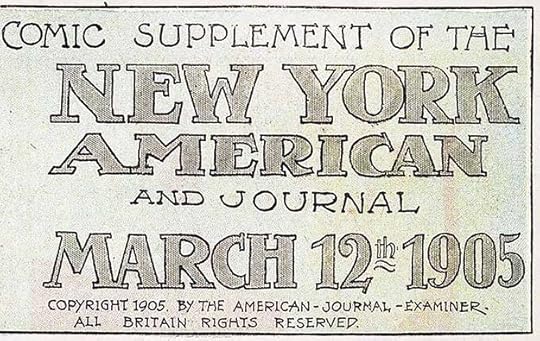 COMIC SUPPLEMENT OF THE
NEW YORK
AMERICAN
AND JOURNAL
MARCH 12th 1905
COPYRIGHT 1905. BY THE AMERICAN-JOURNAL-EXAMINER.
ALL BRITAIN RIGHTS RESERVED.